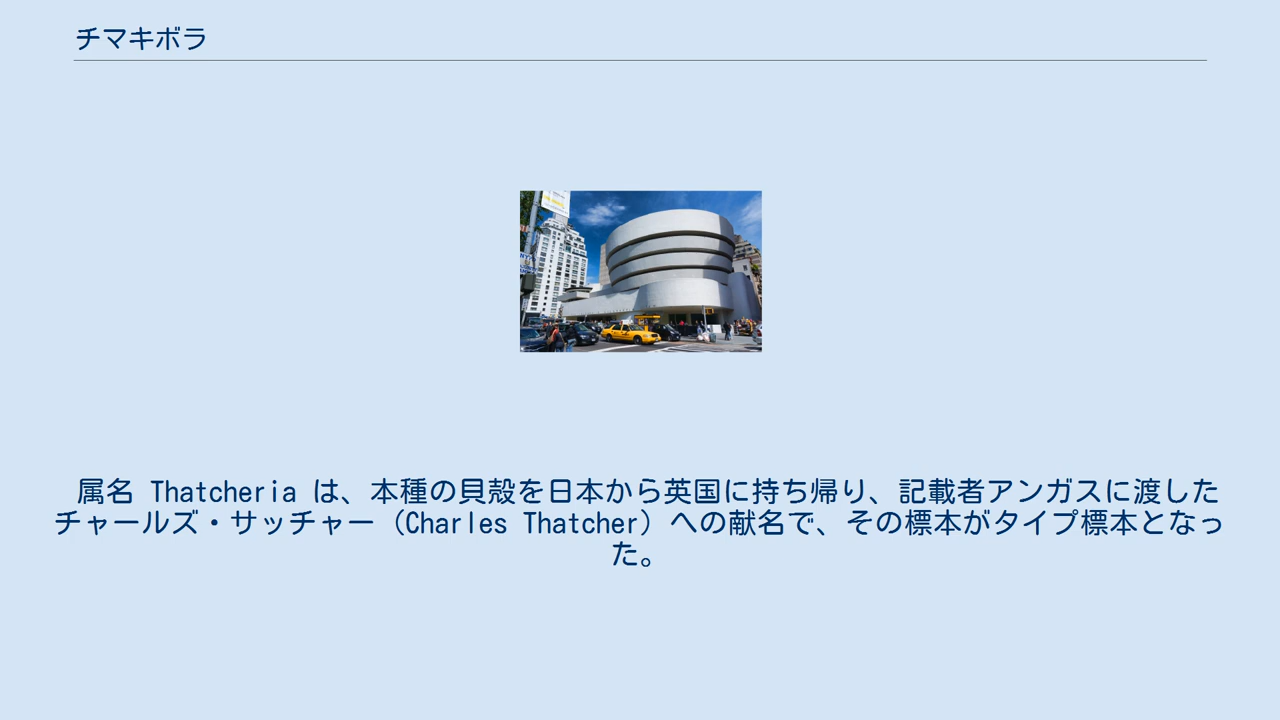 チマキボラ
属名 Thatcheria は、本種の貝殻を日本から英国に持ち帰り、記載者アンガスに渡した
チャールズ・サッチャー（Charles Thatcher）への献名で、その標本がタイプ標本となっ
た。